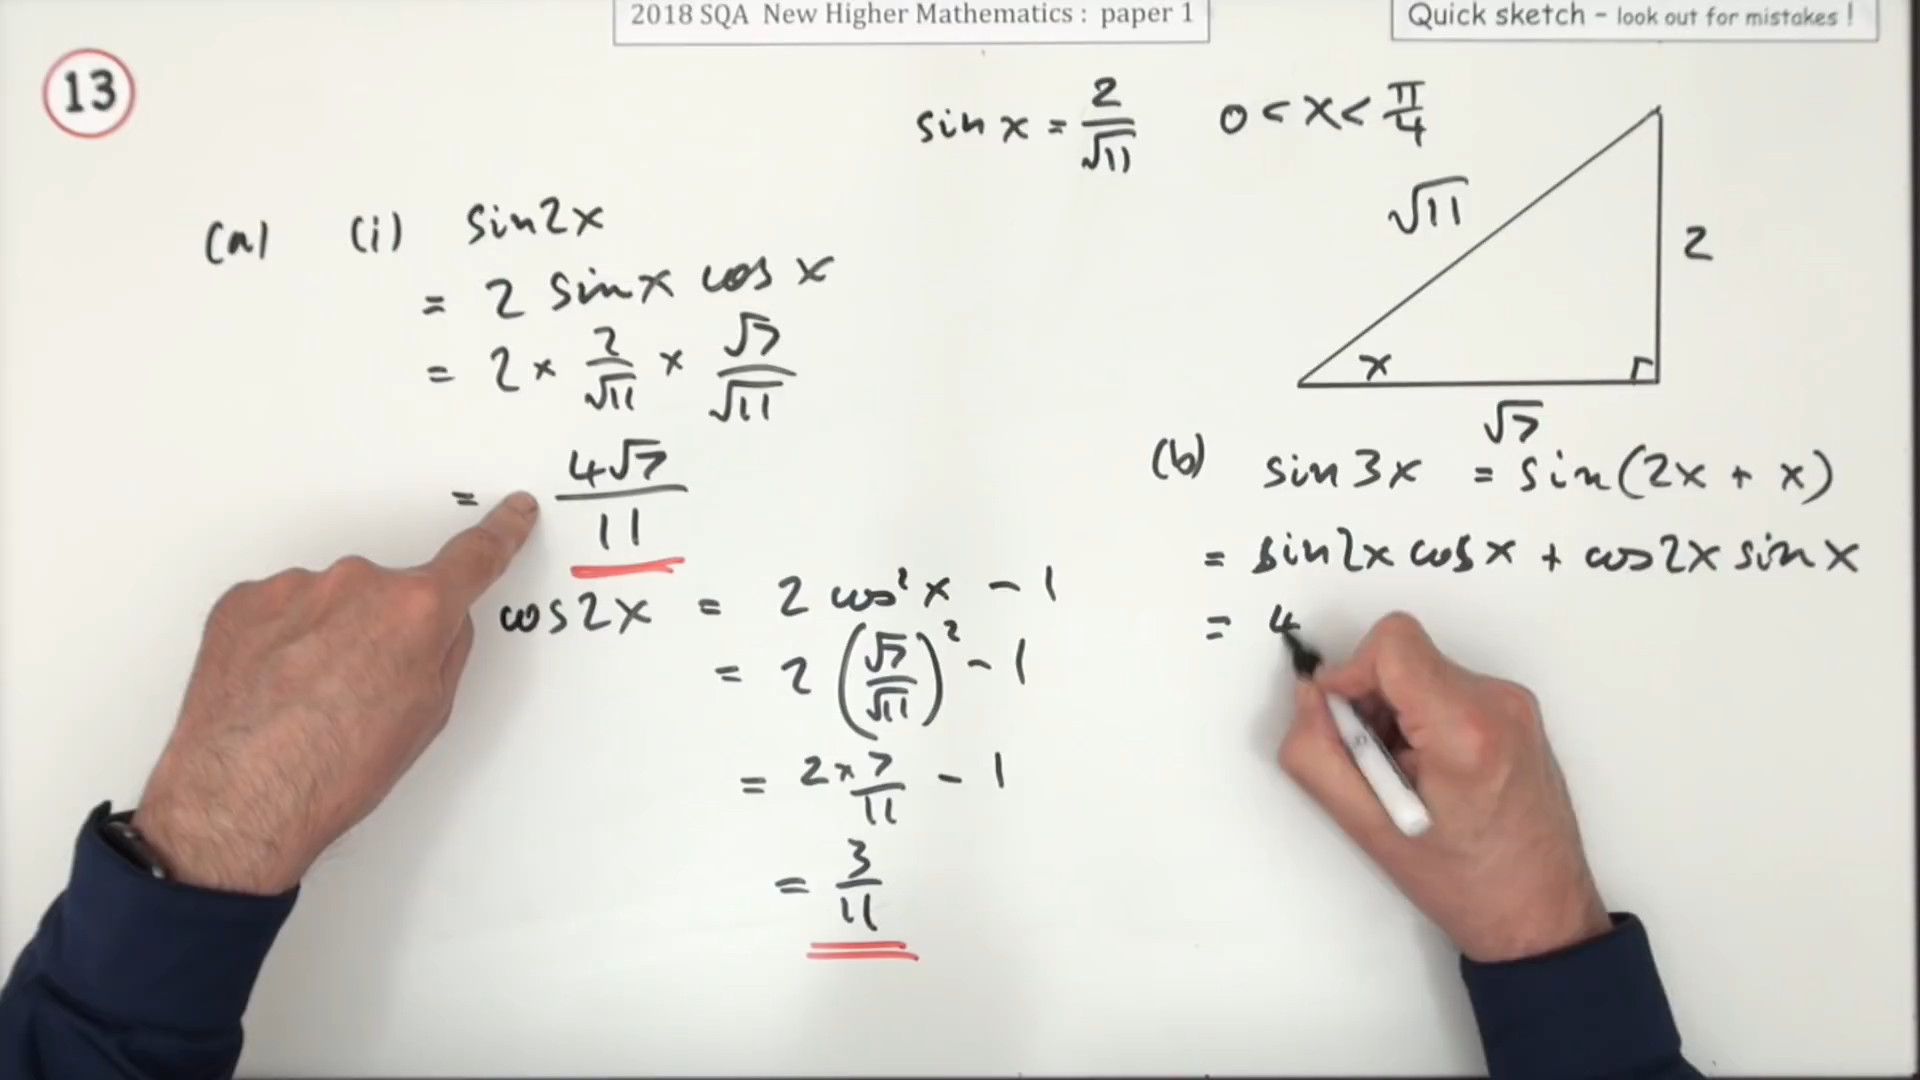 2018 SQA New Higher Mathematics : paper 1
Quick sketch – look out for mistakes !
13
sin x = 2/√11   0 < x < π/4
√11
2
x
√7
(a) (i) sin2x
= 2 sin x cos x
= 2 × 2/√11 × √7/√11
= 4√7/11
cos2x = 2 cos²x − 1
= 2 (√7/√11)² − 1
= 2 × 7/11 − 1
= 3/11
(b) sin 3x = sin(2x + x)
= sin2x cos x + cos2x sin x
= 4